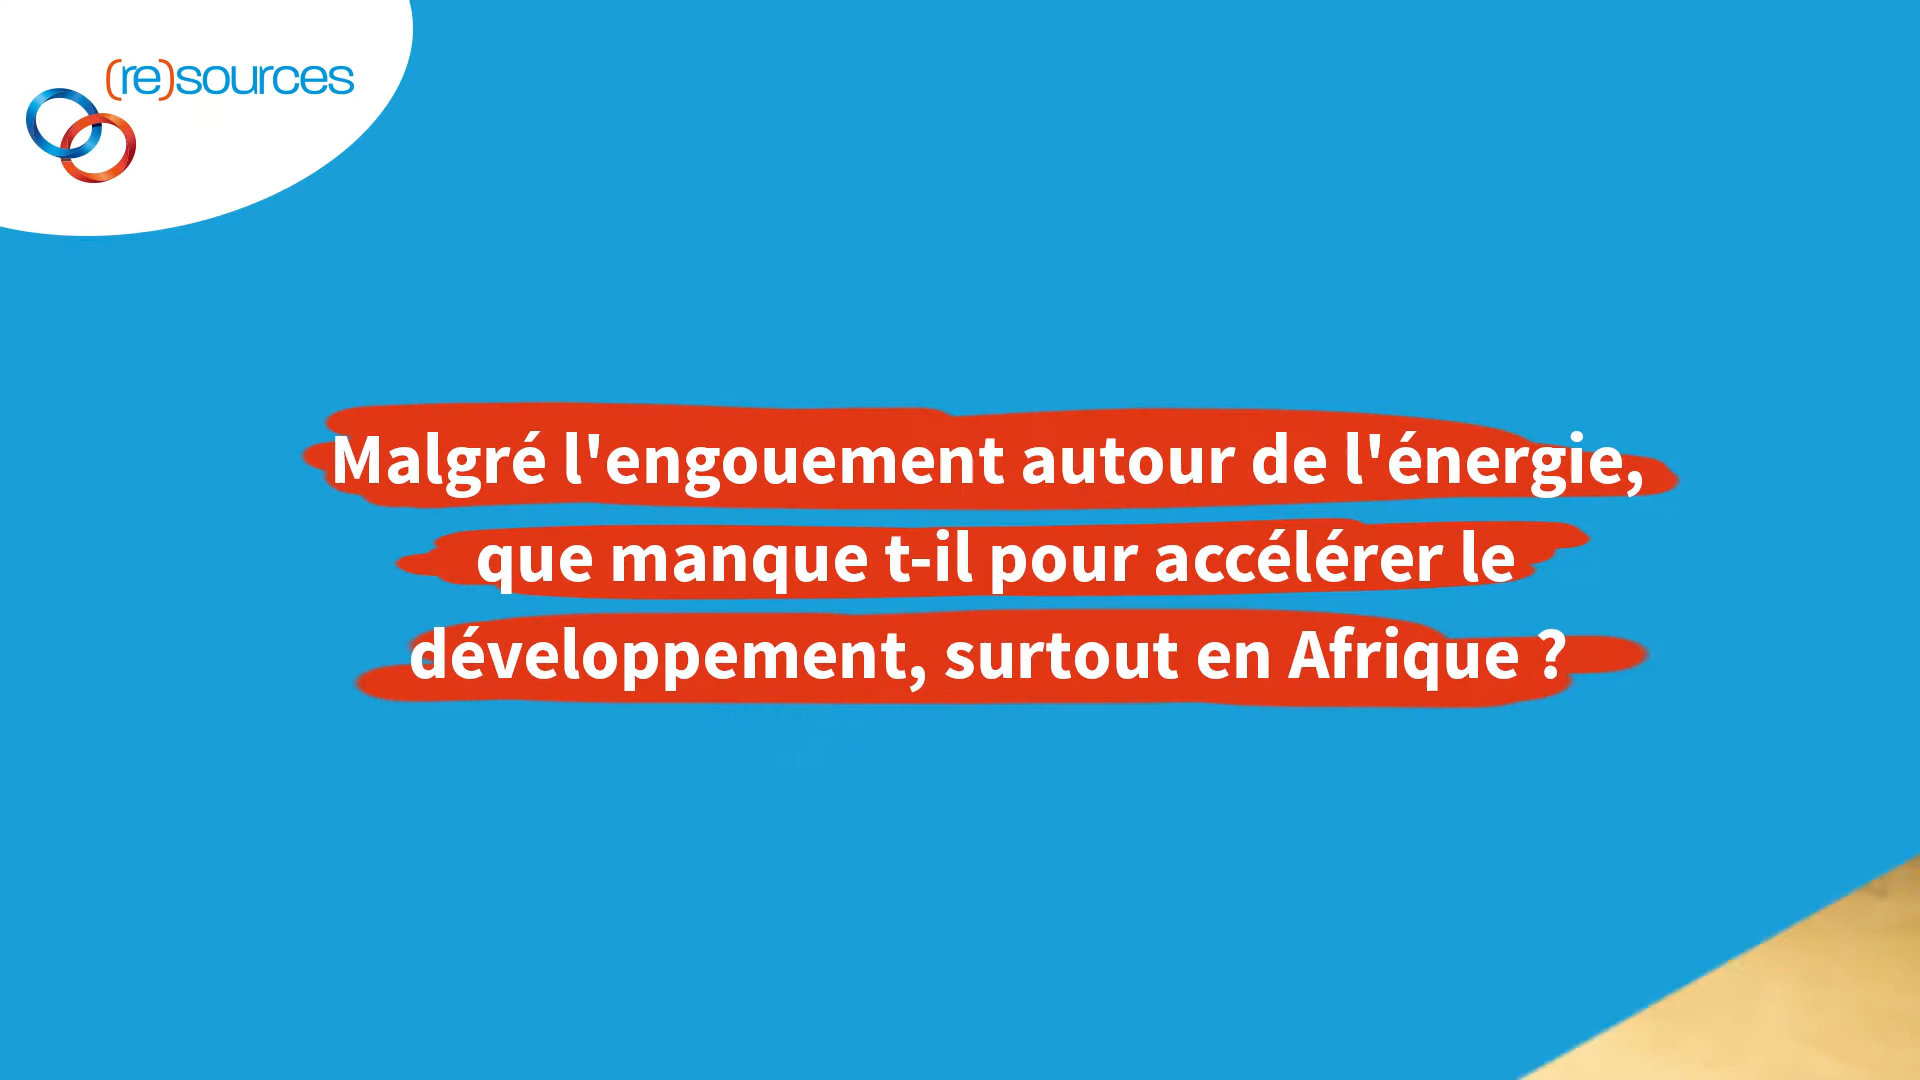 (re)sources
Malgré l'engouement autour de l'énergie,
que manque t-il pour accélérer le
développement, surtout en Afrique ?